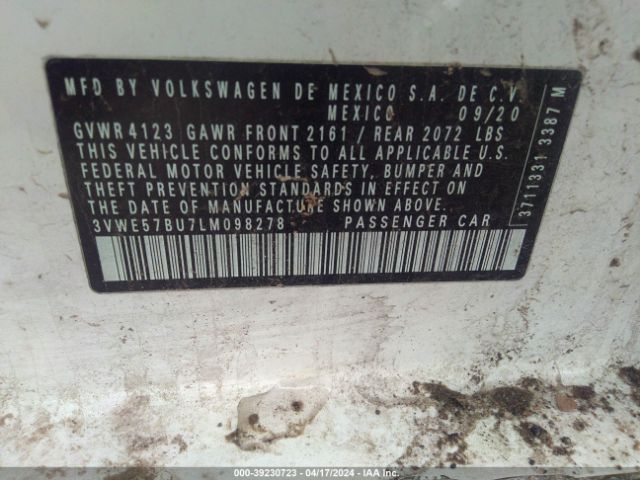 MFD BY VOLKSWAGEN DE MEXICO S.A. DE C.V.
MEXICO 09/20
GVWR 4123 GAWR FRONT 2161 / REAR 2072 LBS
THIS VEHICLE CONFORMS TO ALL APPLICABLE U.S.
FEDERAL MOTOR VEHICLE SAFETY, BUMPER AND
THEFT PREVENTION STANDARDS IN EFFECT ON
THE DATE OF MANUFACTURE SHOWN ABOVE.
3VWE57BU7LM098278 PASSENGER CAR
3711331 3387 M
000-39230723 - 04/17/2024 - IAA Inc.